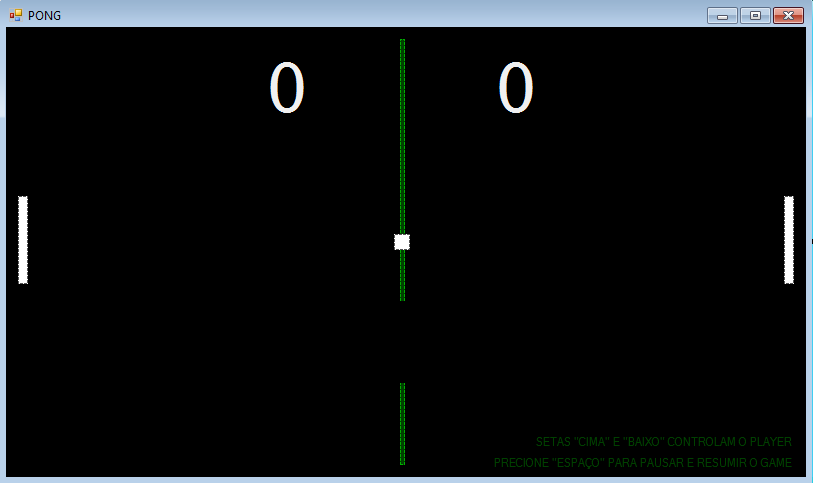 PONG
0 0
SETAS "CIMA" E "BAIXO" CONTROLAM O PLAYER
PRECIONE "ESPAÇO" PARA PAUSAR E RESUMIR O GAME